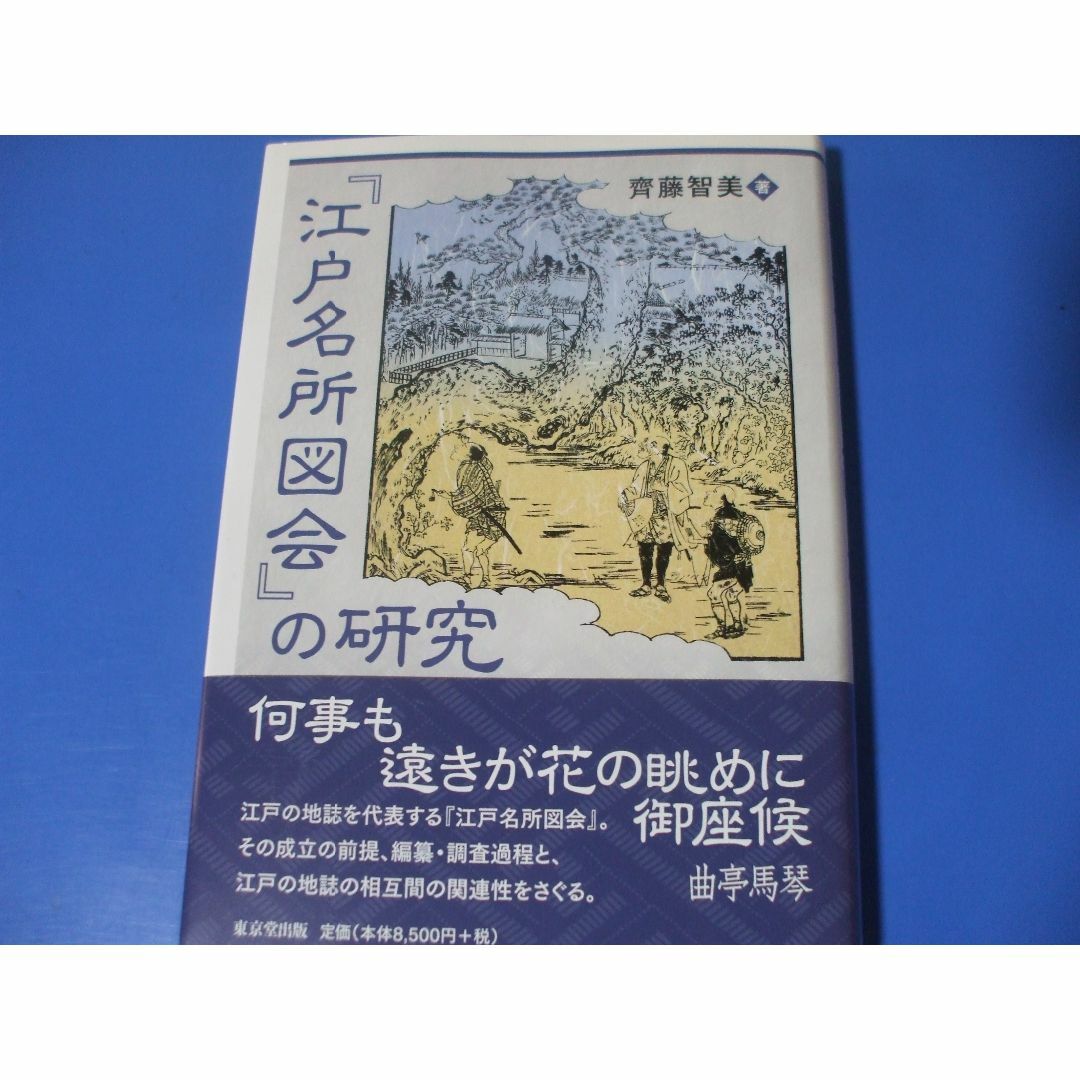 齊藤智美 著
『江戸名所図会』
の研究
何事も
遠きが花の眺めに
御座候
曲亭馬琴
江戸の地誌を代表する『江戸名所図会』。
その成立の前提、編纂・調査過程と、
江戸の地誌の相互間の関連性をさぐる。
東京堂出版 定価(本体8,500円+税)